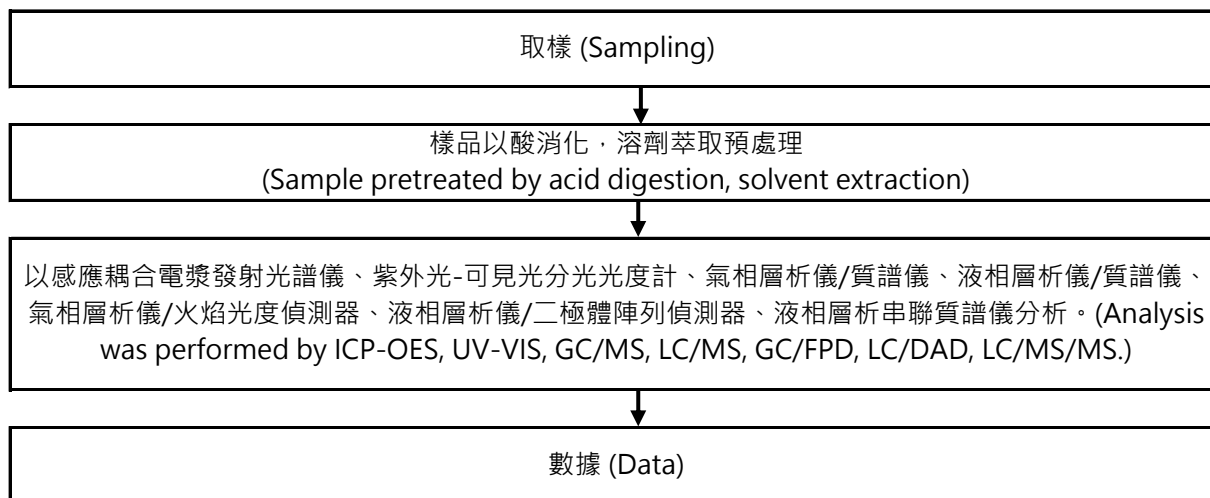 取樣 (Sampling)
樣品以酸消化，溶劑萃取預處理
(Sample pretreated by acid digestion, solvent extraction)
以感應耦合電漿發射光譜儀、紫外光-可見光分光光度計、氣相層析儀/質譜儀、液相層析儀/質譜儀、
氣相層析儀/火焰光度偵測器、液相層析儀/二極體陣列偵測器、液相層析串聯質譜儀分析。(Analysis
was performed by ICP-OES, UV-VIS, GC/MS, LC/MS, GC/FPD, LC/DAD, LC/MS/MS.)
數據 (Data)